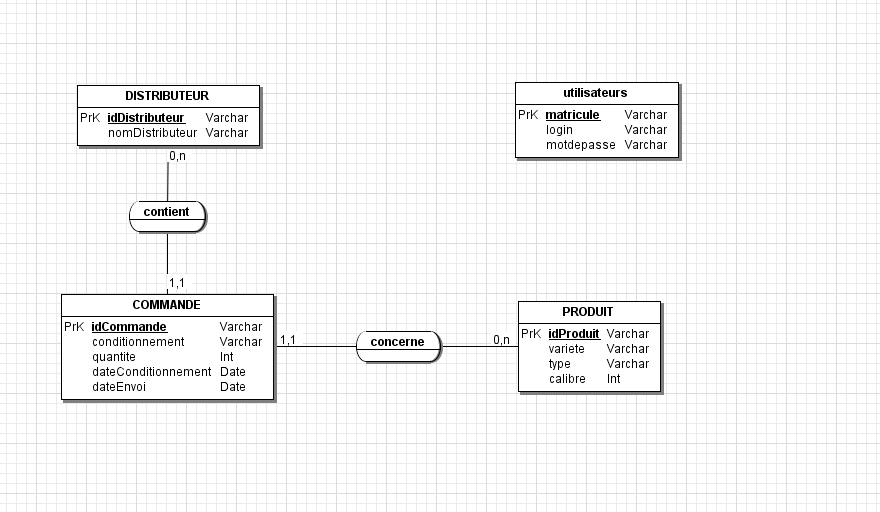 DISTRIBUTEUR
PrK idDistributeur Varchar
nomDistributeur Varchar
0,n
contient
1,1
COMMANDE
PrK idCommande Varchar
conditionnement Varchar
quantite Int
dateConditionnement Date
dateEnvoi Date
1,1
concerne
0,n
utilisateurs
PrK matricule Varchar
login Varchar
motdepasse Varchar
PRODUIT
PrK idProduit Varchar
variete Varchar
type Varchar
calibre Int